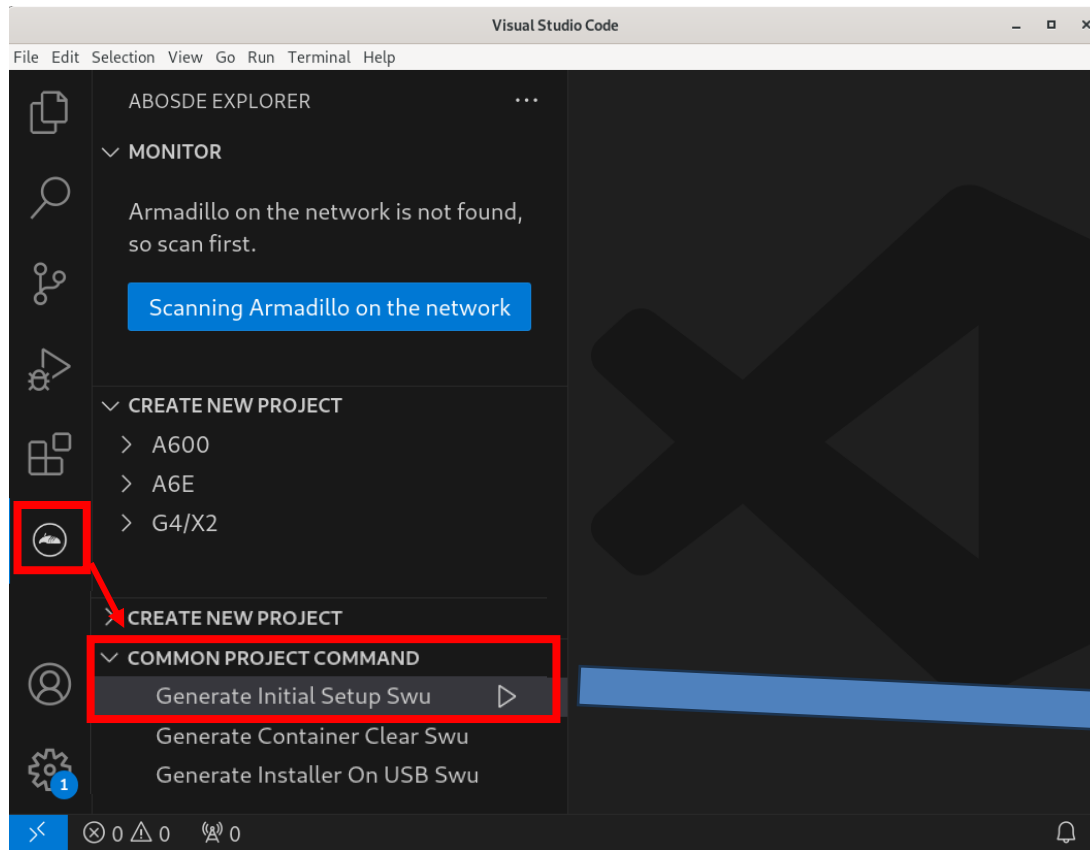 Visual Studio Code
File Edit Selection View Go Run Terminal Help
ABOSDE EXPLORER
MONITOR
Armadillo on the network is not found,
so scan first.
Scanning Armadillo on the network
CREATE NEW PROJECT
A600
A6E
G4/X2
CREATE NEW PROJECT
COMMON PROJECT COMMAND
Generate Initial Setup Swu
Generate Container Clear Swu
Generate Installer On USB Swu
1
0 0 0